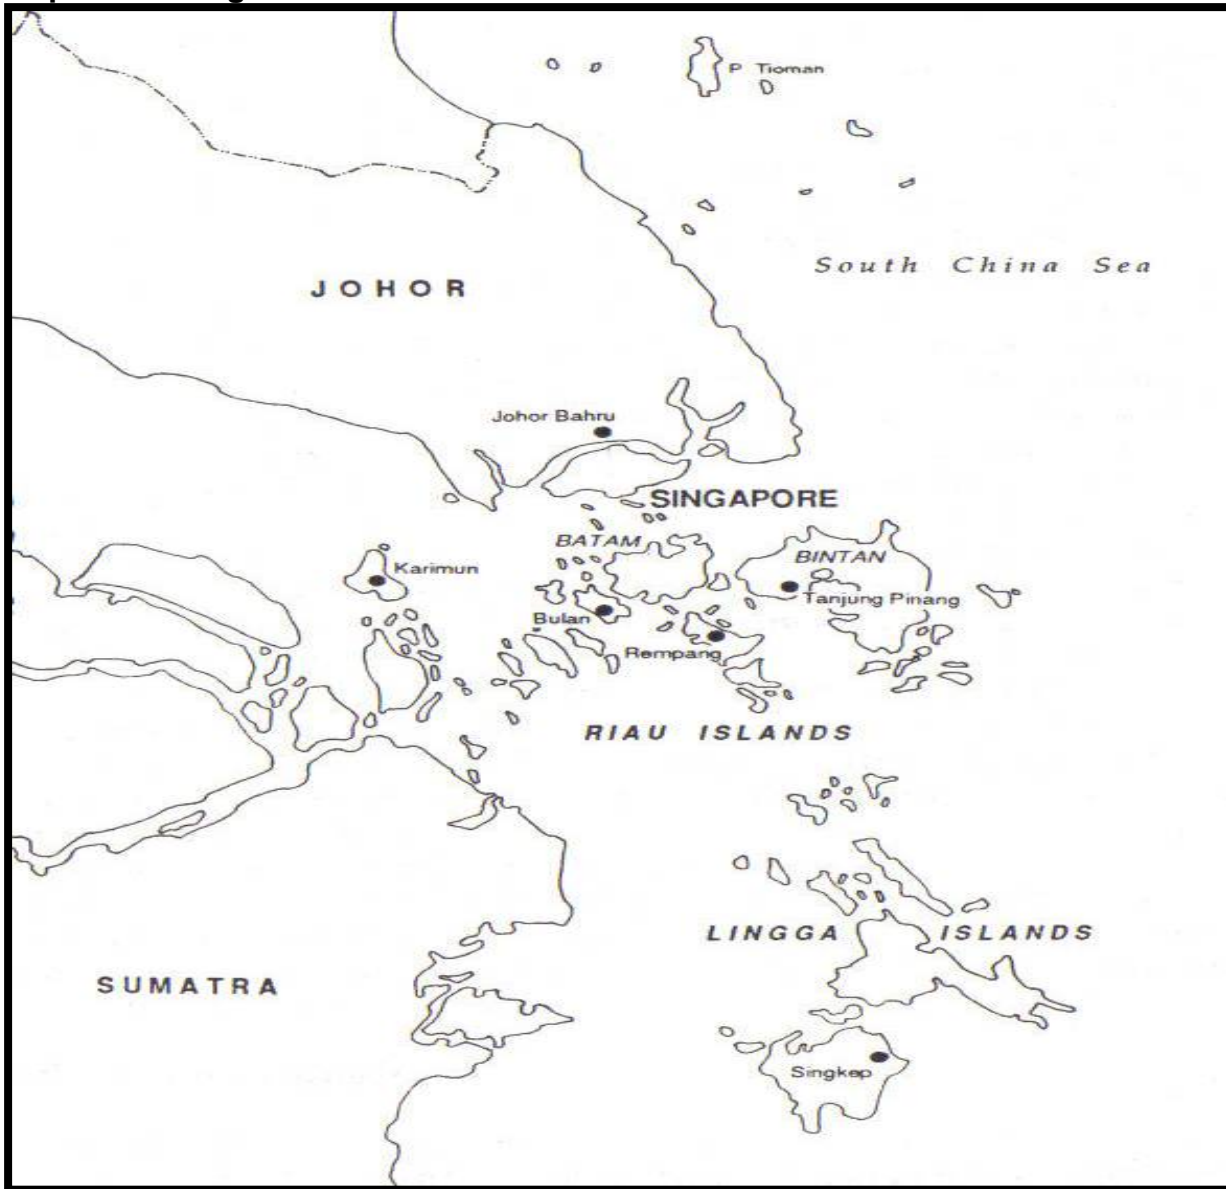 P Tioman
South China Sea
JOHOR
Johor Bahru
SINGAPORE
BATAM
BINTAN
Karimun
Tanjung Pinang
Bulan
Rempang
RIAU ISLANDS
LINGGA ISLANDS
SUMATRA
Singkep